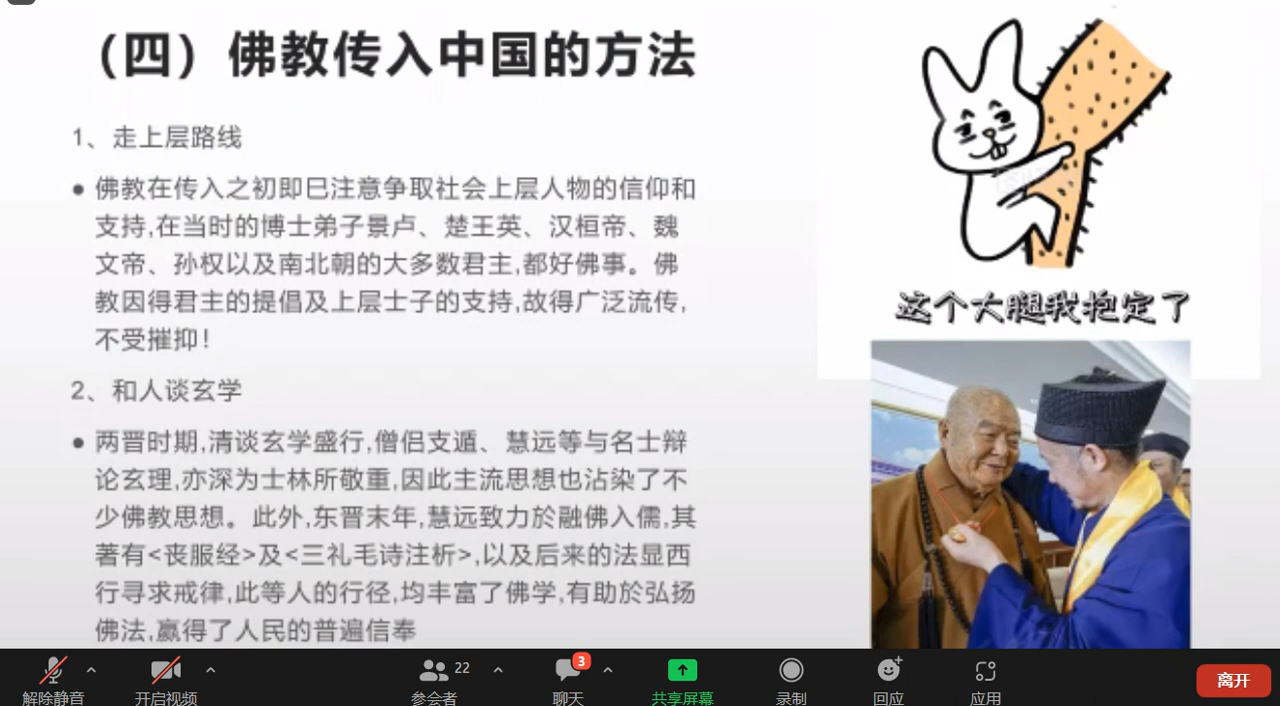 （四）佛教传入中国的方法
1、走上层路线
● 佛教在传入之初即巳注意争取社会上层人物的信仰和
支持,在当时的博士弟子景卢、楚王英、汉桓帝、魏
文帝、孙权以及南北朝的大多数君主,都好佛事。佛
教因得君主的提倡及上层士子的支持,故得广泛流传,
不受摧抑!
2、和人谈玄学
● 两晋时期,清谈玄学盛行,僧侣支遁、慧远等与名士辩
论玄理,亦深为士林所敬重,因此主流思想也沾染了不
少佛教思想。此外,东晋末年,慧远致力於融佛入儒,其
著有<丧服经>及<三礼毛诗注析>,以及后来的法显西
行寻求戒律,此等人的行径,均丰富了佛学,有助於弘扬
佛法,赢得了人民的普遍信奉
这个大腿我抱定了
解除静音
开启视频
22
参会者
3
聊天
共享屏幕
录制
回应
应用
离开